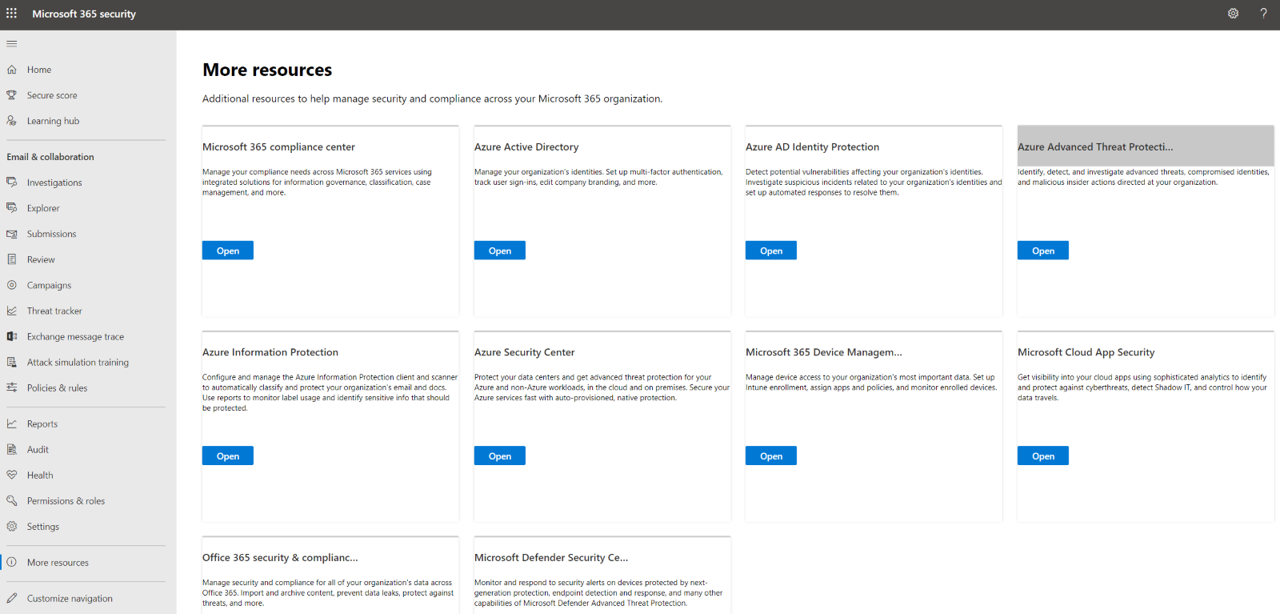 Microsoft 365 security
?
Home
Secure score
Learning hub
Email & collaboration
Investigations
Explorer
Submissions
Review
Campaigns
Threat tracker
Exchange message trace
Attack simulation training
Policies & rules
Reports
Audit
Health
Permissions & roles
Settings
More resources
Customize navigation
More resources
Additional resources to help manage security and compliance across your Microsoft 365 organization.
Microsoft 365 compliance center
Manage your compliance needs across Microsoft 365 services using
integrated solutions for information governance, classification, case
management, and more.
Open
Azure Active Directory
Manage your organization's identities. Set up multi-factor authentication,
track user sign-ins, edit company branding, and more.
Open
Azure AD Identity Protection
Detect potential vulnerabilities affecting your organization's identities.
Investigate suspicious incidents related to your organization's identities and
set up automated responses to resolve them.
Open
Azure Advanced Threat Protecti...
Identify, detect, and investigate advanced threats, compromised identities,
and malicious insider actions directed at your organization.
Open
Azure Information Protection
Configure and manage the Azure Information Protection client and scanner
to automatically classify and protect your organization's email and docs.
Use reports to monitor label usage and identify sensitive info that should
be protected.
Open
Azure Security Center
Protect your data centers and get advanced threat protection for your
Azure and non-Azure workloads, in the cloud and on premises. Secure your
Azure services fast with auto-provisioned, native protection.
Open
Microsoft 365 Device Managem...
Manage device access to your organization's most important data. Set up
Intune enrollment, assign apps and policies, and monitor enrolled devices.
Open
Microsoft Cloud App Security
Get visibility into your cloud apps using sophisticated analytics to identify
and protect against cyberthreats, detect Shadow IT, and control how your
data travels.
Open
Office 365 security & complianc...
Manage security and compliance for all of your organization's data across
Office 365. Import and archive content, prevent data leaks, protect against
threats, and more.
Microsoft Defender Security Ce...
Monitor and respond to security alerts on devices protected by next-
generation protection, endpoint detection and response, and many other
capabilities of Microsoft Defender Advanced Threat Protection.